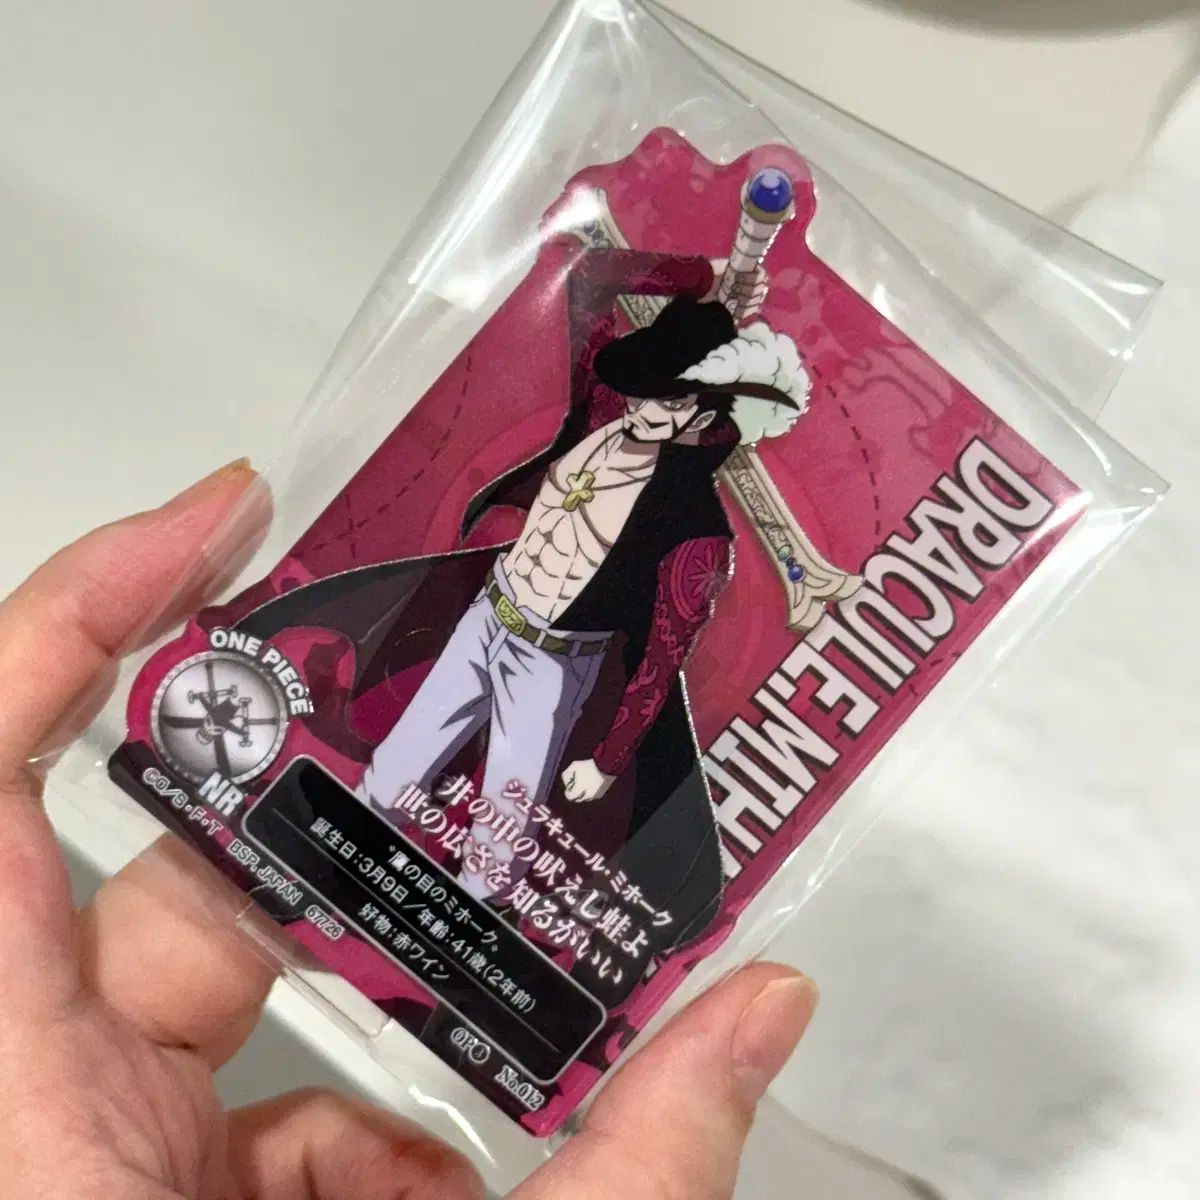 DRACULE.MIH
ONE PIECE
NR
ジュラキュール・ミホーク
井の中の吠えし蛙よ
世の広さを知るがいい
"鷹の目のミホーク"
誕生日:3月9日/年齢:41歳(2年前)
好物:赤ワイン
©O/S・F・T BSP. JAPAN
OP
No.012